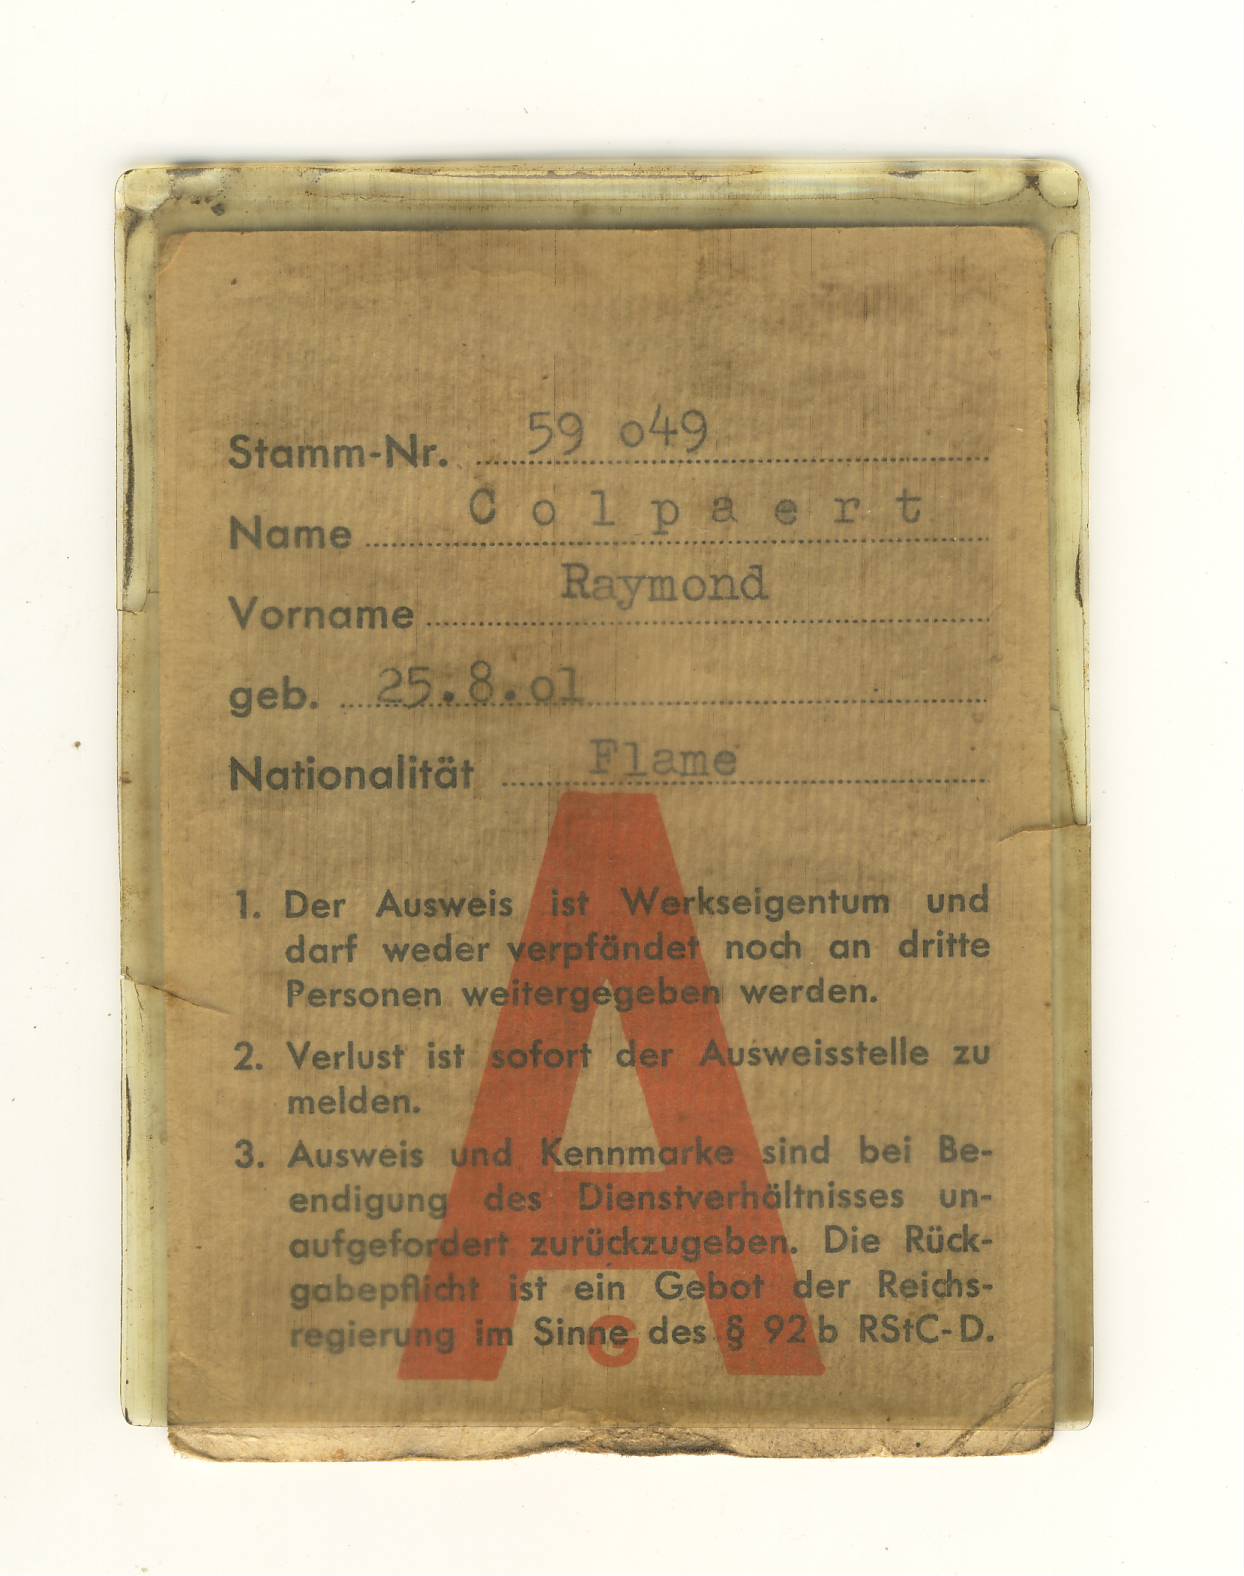 Stamm-Nr. 59 o49
Name C o l p a e r t
Vorname Raymond
geb. 25.8.o1
Nationalität Flame
1. Der Ausweis ist Werkseigentum und
darf weder verpfändet noch an dritte
Personen weitergegeben werden.
2. Verlust ist sofort der Ausweisstelle zu
melden.
3. Ausweis und Kennmarke sind bei Be-
endigung des Dienstverhältnisses un-
aufgefordert zurückzugeben. Die Rück-
gabepflicht ist ein Gebot der Reichs-
regierung im Sinne des § 92 b RStC-D.
A
G